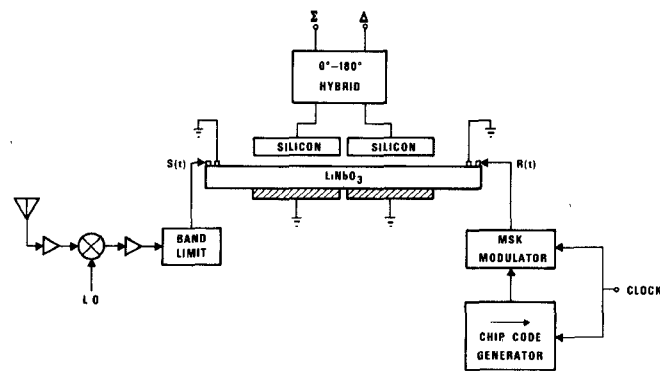 Σ Δ
0°-180°
HYBRID
SILICON SILICON
S(t) R(t)
LiNbO3
BAND
LIMIT
MSK
MODULATOR
LO
CLOCK
CHIP CODE
GENERATOR